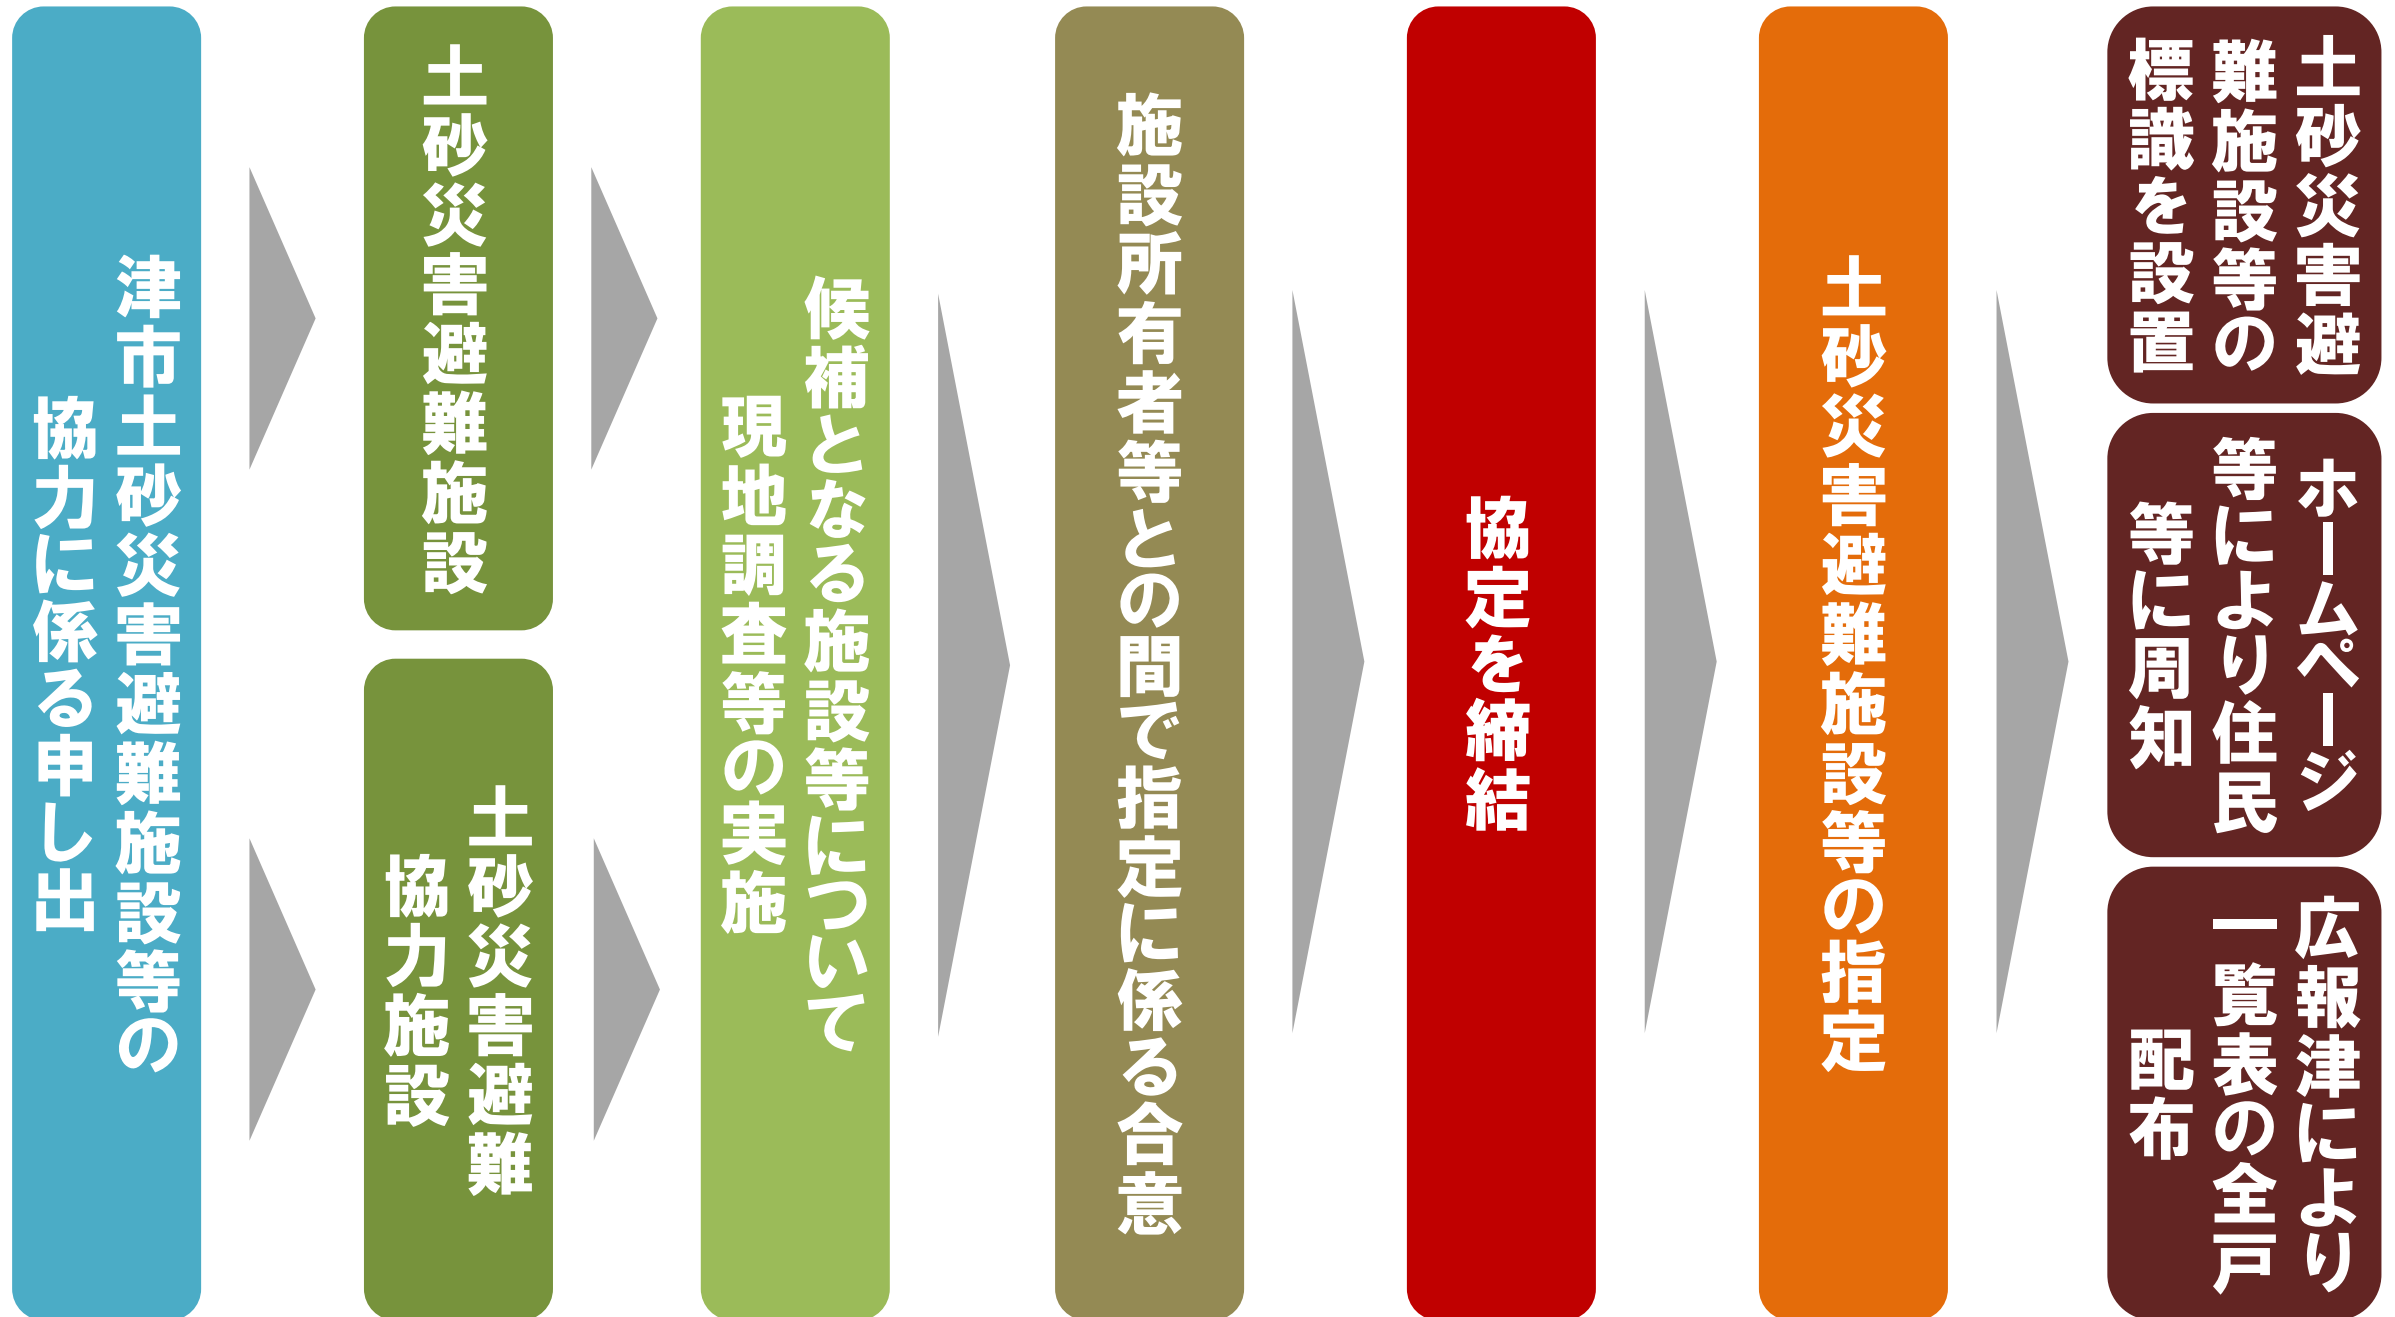 津市土砂災害避難施設等の
協力に係る申し出
土砂災害避難施設
土砂災害避難
協力施設
候補となる施設等について
現地調査等の実施
施設所有者等との間で指定に係る合意
協定を締結
土砂災害避難施設等の指定
土砂災害避
難施設等の
標識を設置
ホームページ
等により住民
等に周知
広報津により
一覧表の全戸
配布